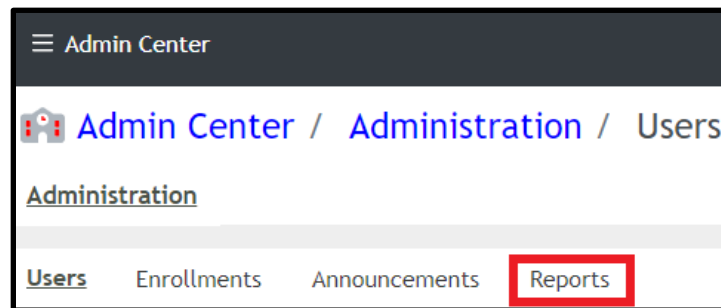 ☰ Admin Center
Admin Center / Administration / Users
Administration
Users Enrollments Announcements Reports